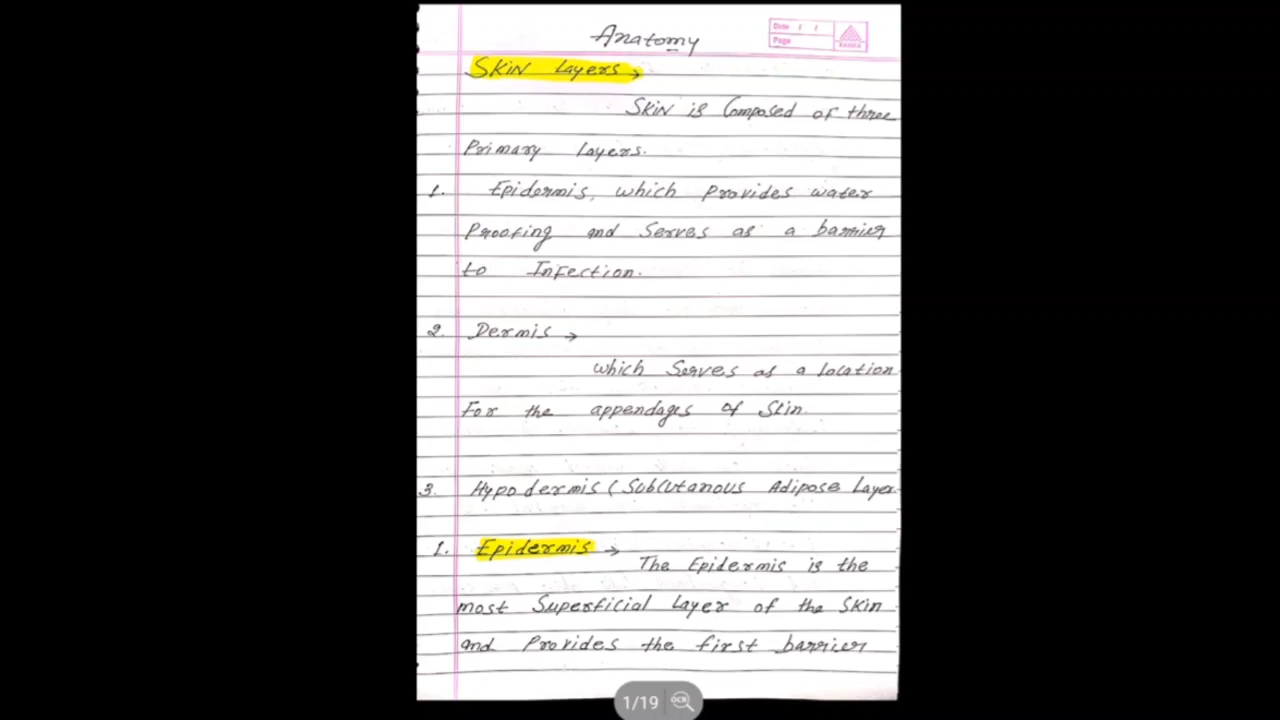 Anatomy
Date / /
Page
SKIN Layers →
SKIN is Composed of three
Primary Layers.
1. Epidermis, which provides water
Proofing and Serves as a barrier
to Infection.
2. Dermis →
which Serves as a location
For the appendages of Skin.
3. Hypodermis (Subcutanous Adipose Layer
1. Epidermis →
The Epidermis is the
most Superficial Layer of the Skin
and Provides the first barrier
1/19
OCR